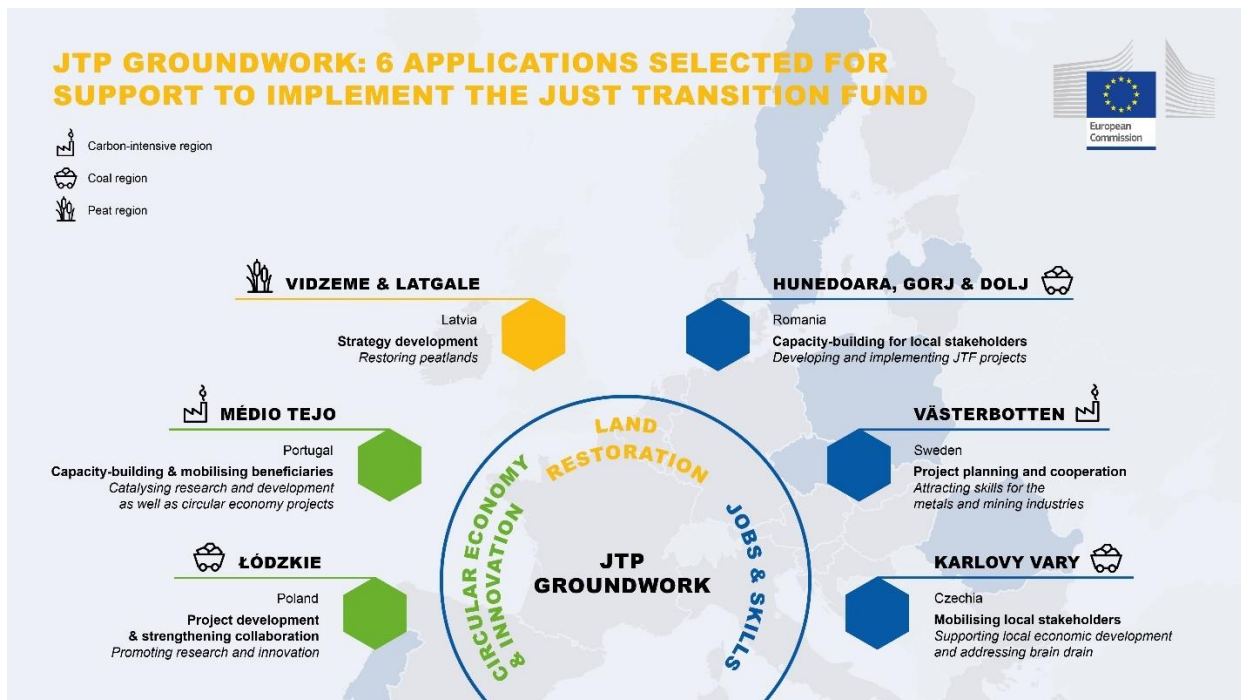 JTP GROUNDWORK: 6 APPLICATIONS SELECTED FOR
SUPPORT TO IMPLEMENT THE JUST TRANSITION FUND
European
Commission
Carbon-intensive region
Coal region
Peat region
VIDZEME & LATGALE
Latvia
Strategy development
Restoring peatlands
HUNEDOARA, GORJ & DOLJ
Romania
Capacity-building for local stakeholders
Developing and implementing JTF projects
MÉDIO TEJO
Portugal
Capacity-building & mobilising beneficiaries
Catalysing research and development
as well as circular economy projects
VÄSTERBOTTEN
Sweden
Project planning and cooperation
Attracting skills for the
metals and mining industries
ŁÓDZKIE
Poland
Project development
& strengthening collaboration
Promoting research and innovation
KARLOVY VARY
Czechia
Mobilising local stakeholders
Supporting local economic development
and addressing brain drain
LAND
RESTORATION
CIRCULAR ECONOMY
& INNOVATION
JOBS & SKILLS
JTP
GROUNDWORK